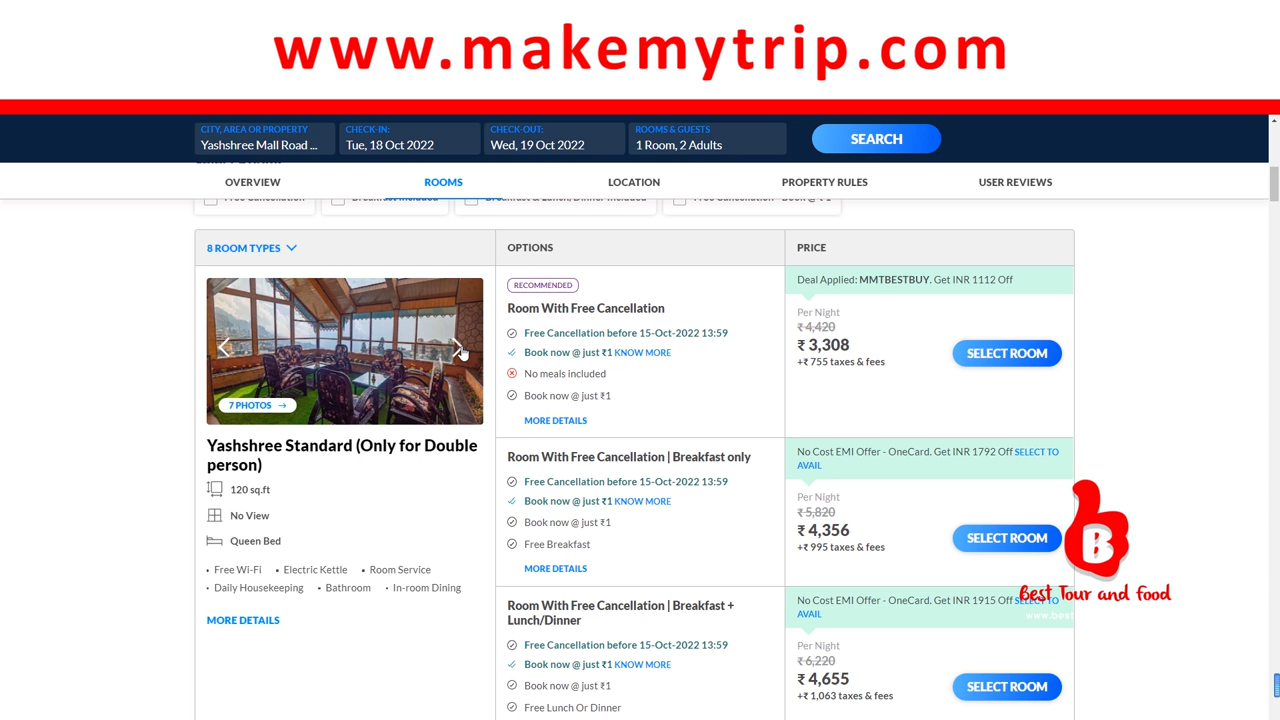 www.makemytrip.com
CITY, AREA OR PROPERTY
Yashshree Mall Road ...
CHECK-IN:
Tue, 18 Oct 2022
CHECK-OUT:
Wed, 19 Oct 2022
ROOMS & GUESTS
1 Room, 2 Adults
SEARCH
OVERVIEW
ROOMS
LOCATION
PROPERTY RULES
USER REVIEWS
8 ROOM TYPES
OPTIONS
PRICE
7 PHOTOS →
Yashshree Standard (Only for Double
person)
120 sq.ft
No View
Queen Bed
• Free Wi-Fi • Electric Kettle • Room Service
• Daily Housekeeping • Bathroom • In-room Dining
MORE DETAILS
RECOMMENDED
Room With Free Cancellation
Free Cancellation before 15-Oct-2022 13:59
Book now @ just ₹1 KNOW MORE
No meals included
Book now @ just ₹1
MORE DETAILS
Deal Applied: MMTBESTBUY. Get INR 1112 Off
Per Night
₹ 4,420
₹ 3,308
+₹ 755 taxes & fees
SELECT ROOM
Room With Free Cancellation | Breakfast only
Free Cancellation before 15-Oct-2022 13:59
Book now @ just ₹1 KNOW MORE
Book now @ just ₹1
Free Breakfast
MORE DETAILS
No Cost EMI Offer - OneCard. Get INR 1792 Off SELECT TO
AVAIL
Per Night
₹ 5,820
₹ 4,356
+₹ 995 taxes & fees
SELECT ROOM
Room With Free Cancellation | Breakfast +
Lunch/Dinner
Free Cancellation before 15-Oct-2022 13:59
Book now @ just ₹1 KNOW MORE
Book now @ just ₹1
Free Lunch Or Dinner
No Cost EMI Offer - OneCard. Get INR 1915 Off SELECT TO
AVAIL
Per Night
₹ 6,220
₹ 4,655
+₹ 1,063 taxes & fees
SELECT ROOM
B
Best Tour and food